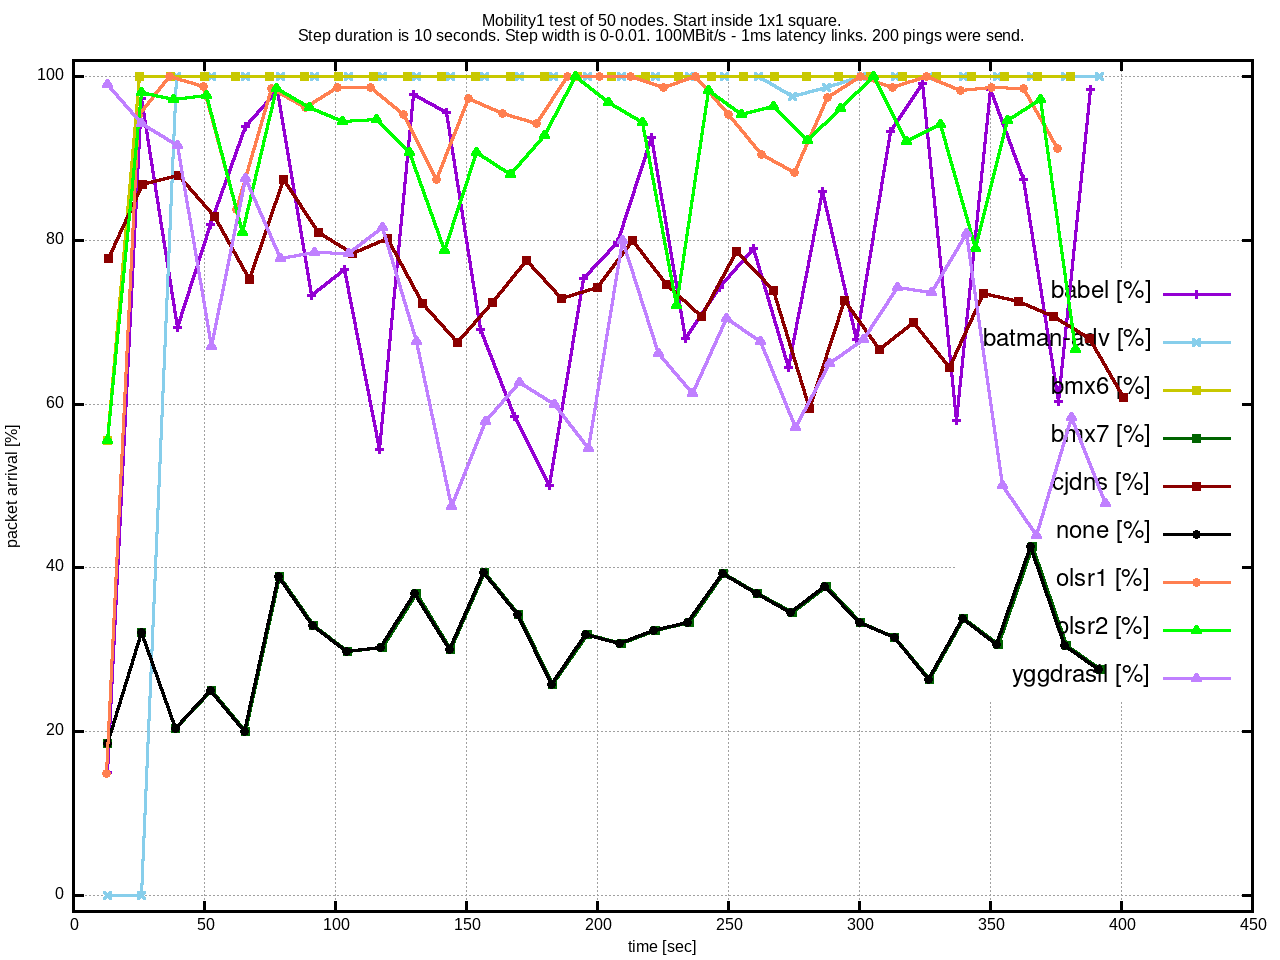 Mobility1 test of 50 nodes. Start inside 1x1 square.
Step duration is 10 seconds. Step width is 0-0.01. 100MBit/s - 1ms latency links. 200 pings were send.
100
80
60
40
20
0
packet arrival [%]
babel [%]
batman-adv [%]
bmx6 [%]
bmx7 [%]
cjdns [%]
none [%]
olsr1 [%]
olsr2 [%]
yggdrasil [%]
0 50 100 150 200 250 300 350 400 450
time [sec]